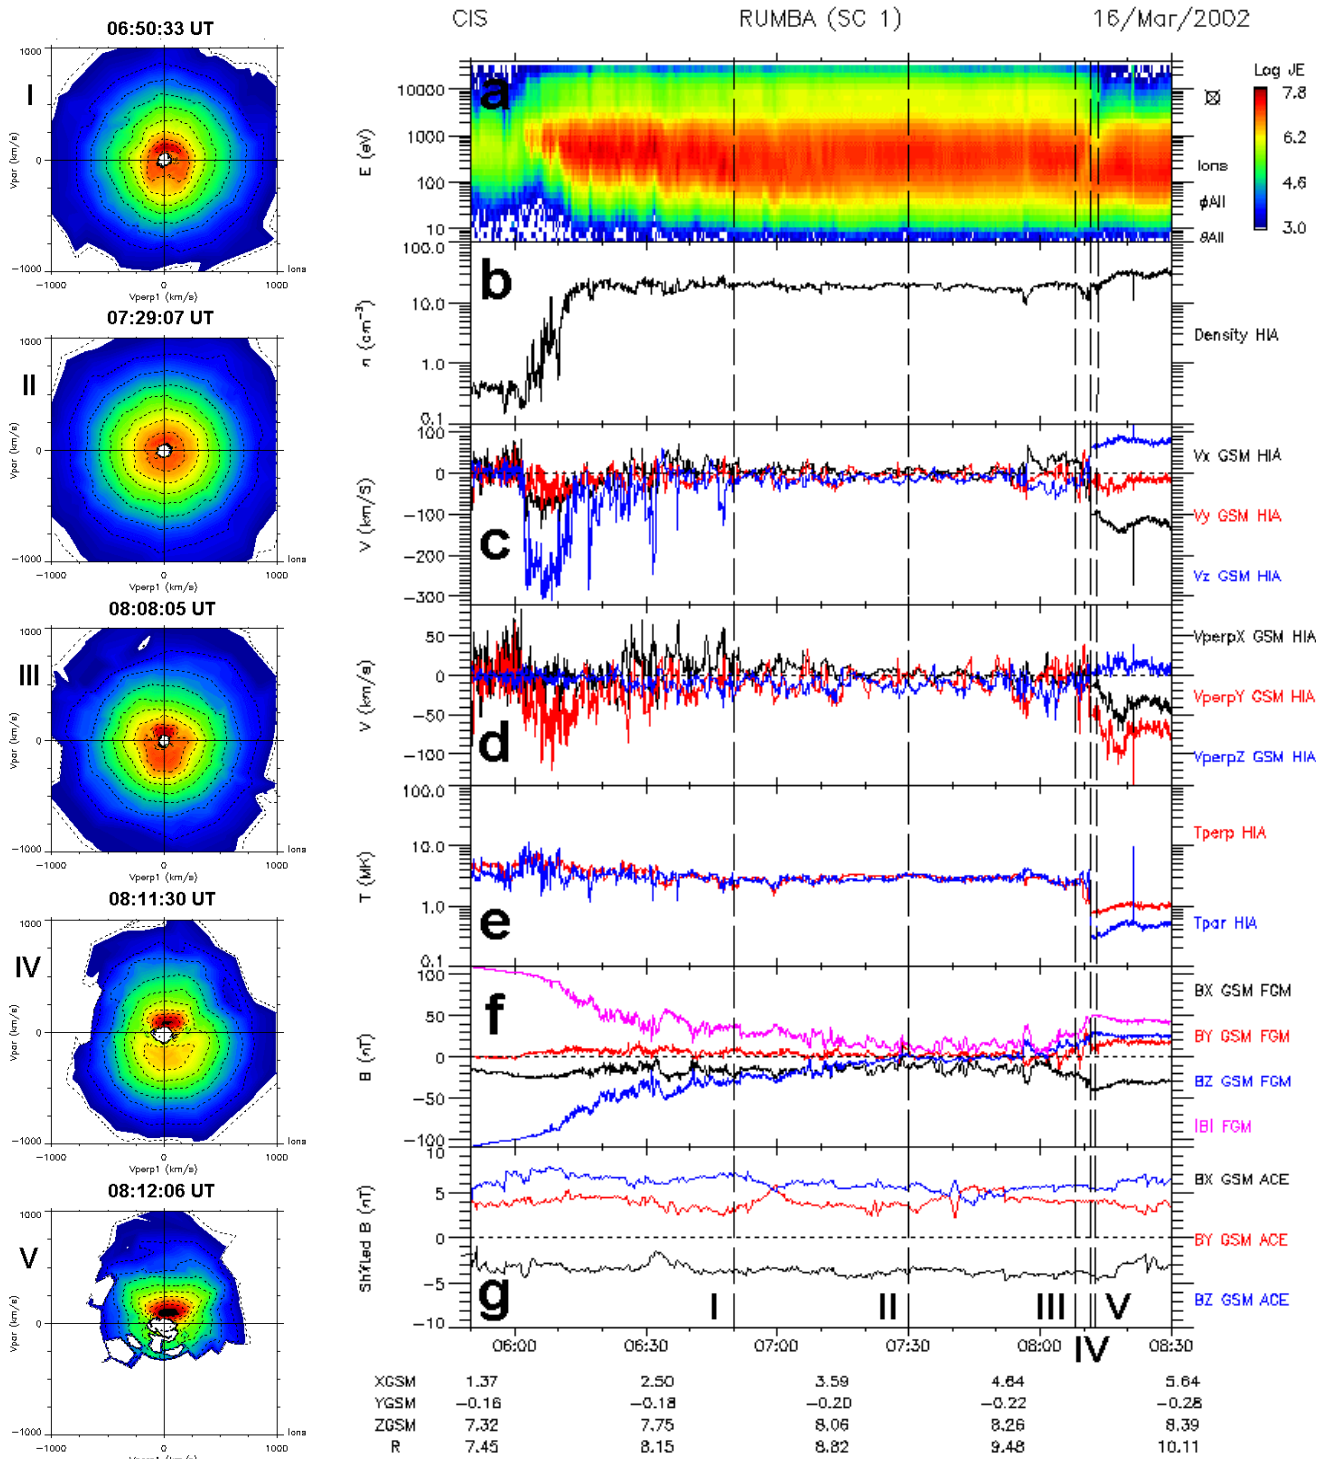 CIS RUMBA (SC 1) 16/Mar/2002
06:50:33 UT
I
1000
0
−1000
Vpar (km/s)
−1000 0 1000
Vperp1 (km/s)
Ions
07:29:07 UT
II
1000
0
−1000
Vpar (km/s)
−1000 0 1000
Vperp1 (km/s)
Ions
08:08:05 UT
III
1000
0
−1000
Vpar (km/s)
−1000 0 1000
Vperp1 (km/s)
Ions
08:11:30 UT
IV
1000
0
−1000
Vpar (km/s)
−1000 0 1000
Vperp1 (km/s)
Ions
08:12:06 UT
V
1000
0
−1000
Vpar (km/s)
−1000 0 1000
Vperp1 (km/s)
Ions
a
E (eV)
10000
1000
100
10
Ions
ϕAll
θAll
Log JE
7.8
6.2
4.6
3.0
b
n (cm⁻³)
100.0
10.0
1.0
0.1
Density HIA
c
V (km/S)
100
0
−100
−200
−300
Vx GSM HIA
Vy GSM HIA
Vz GSM HIA
d
V (km/s)
50
0
−50
−100
VperpX GSM HIA
VperpY GSM HIA
VperpZ GSM HIA
e
T (MK)
100.0
10.0
1.0
0.1
Tperp HIA
Tpar HIA
f
B (nT)
100
50
0
−50
−100
BX GSM FGM
BY GSM FGM
BZ GSM FGM
|B| FGM
g
Shifted B (nT)
10
5
0
−5
−10
BX GSM ACE
BY GSM ACE
BZ GSM ACE
I II III IV V
06:00 06:30 07:00 07:30 08:00 08:30
XGSM 1.37 2.50 3.59 4.64 5.64
YGSM −0.16 −0.18 −0.20 −0.22 −0.28
ZGSM 7.32 7.75 8.06 8.26 8.39
R 7.45 8.15 8.82 9.48 10.11